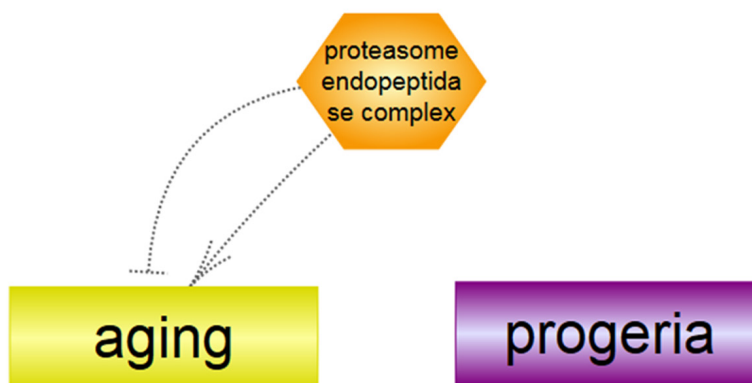 proteasome
endopeptida
se complex
aging
progeria